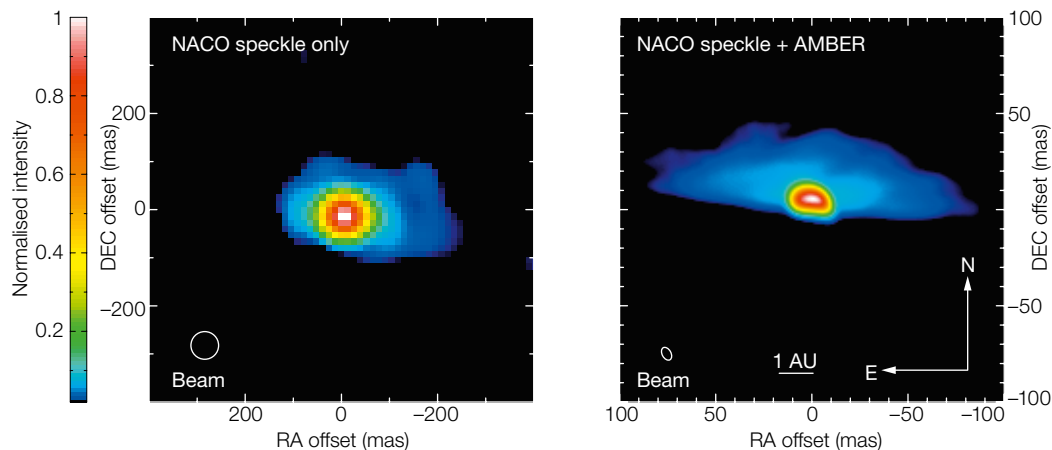 NACO speckle only
Normalised intensity
1
0.8
0.6
0.4
0.2
DEC offset (mas)
200
0
−200
Beam
200
0
−200
RA offset (mas)
NACO speckle + AMBER
100
50
0
−50
−100
DEC offset (mas)
N
E
1 AU
Beam
100
50
0
−50
−100
RA offset (mas)